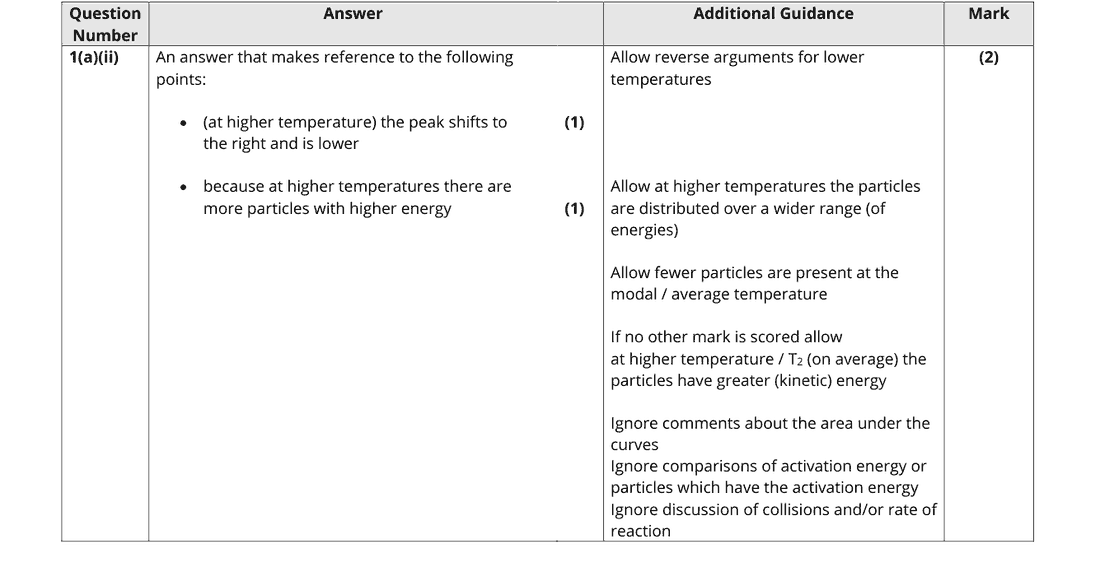 Question Number
Answer
Additional Guidance
Mark
1(a)(ii)
An answer that makes reference to the following
points:
• (at higher temperature) the peak shifts to
the right and is lower
(1)
• because at higher temperatures there are
more particles with higher energy
(1)
Allow reverse arguments for lower
temperatures
Allow at higher temperatures the particles
are distributed over a wider range (of
energies)
Allow fewer particles are present at the
modal / average temperature
If no other mark is scored allow
at higher temperature / T₂ (on average) the
particles have greater (kinetic) energy
Ignore comments about the area under the
curves
Ignore comparisons of activation energy or
particles which have the activation energy
Ignore discussion of collisions and/or rate of
reaction
(2)